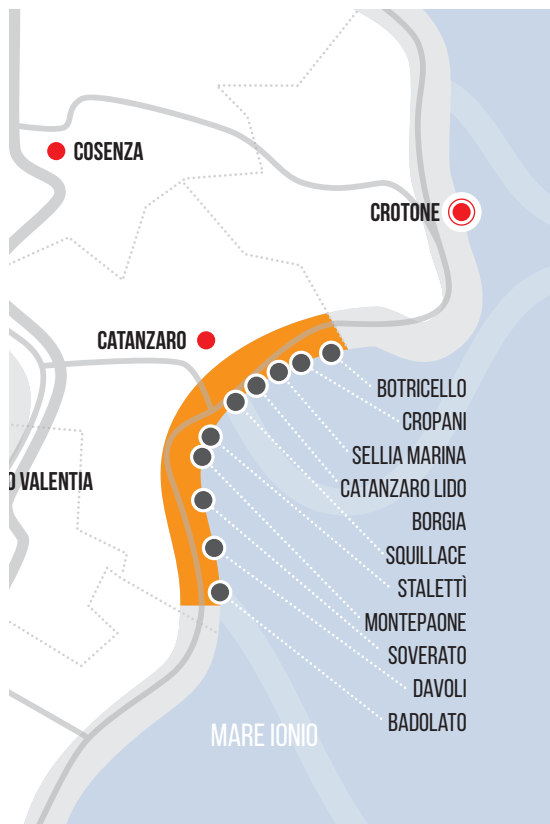 COSENZA
CROTONE
CATANZARO
BOTRICELLO
CROPANI
SELLIA MARINA
CATANZARO LIDO
O VALENTIA
BORGIA
SQUILLACE
STALETTÌ
MONTEPAONE
SOVERATO
DAVOLI
BADOLATO
MARE IONIO